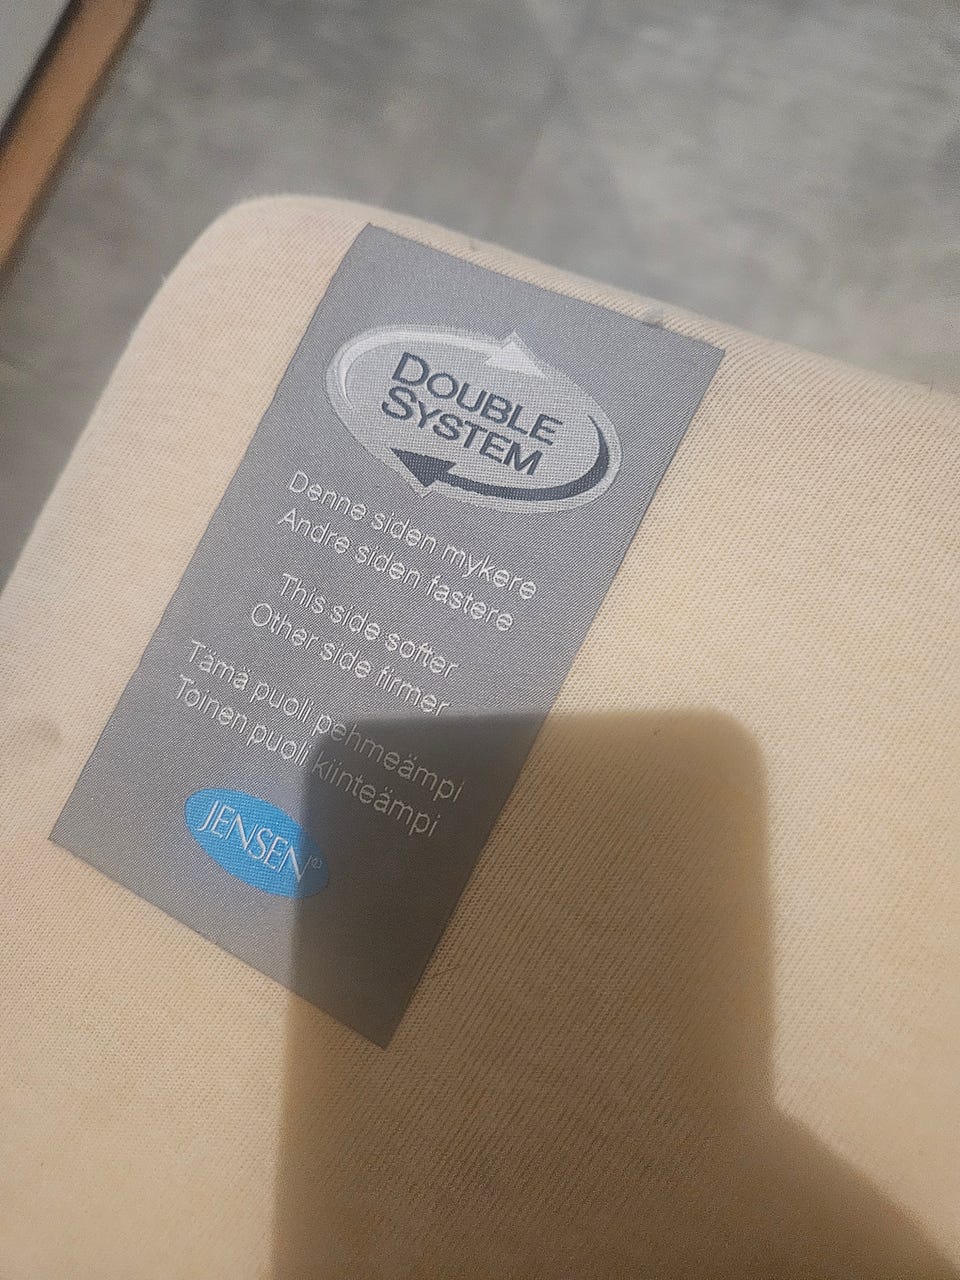 DOUBLE
SYSTEM
Denne siden mykere
Andre siden fastere
This side softer
Other side firmer
Tämä puoli pehmeämpi
Toinen puoli kiinteämpi
JENSEN®